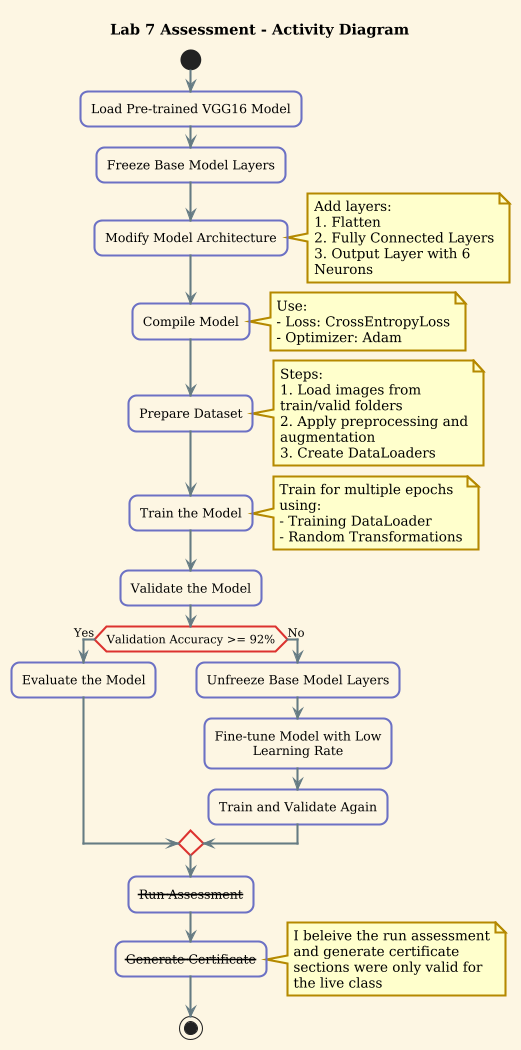 Lab 7 Assessment - Activity Diagram
Load Pre-trained VGG16 Model
Freeze Base Model Layers
Modify Model Architecture
Add layers:
1. Flatten
2. Fully Connected Layers
3. Output Layer with 6
Neurons
Compile Model
Use:
- Loss: CrossEntropyLoss
- Optimizer: Adam
Prepare Dataset
Steps:
1. Load images from
train/valid folders
2. Apply preprocessing and
augmentation
3. Create DataLoaders
Train the Model
Train for multiple epochs
using:
- Training DataLoader
- Random Transformations
Validate the Model
Yes
Validation Accuracy >= 92%
No
Evaluate the Model
Unfreeze Base Model Layers
Fine-tune Model with Low
Learning Rate
Train and Validate Again
Run Assessment
Generate Certificate
I beleive the run assessment
and generate certificate
sections were only valid for
the live class